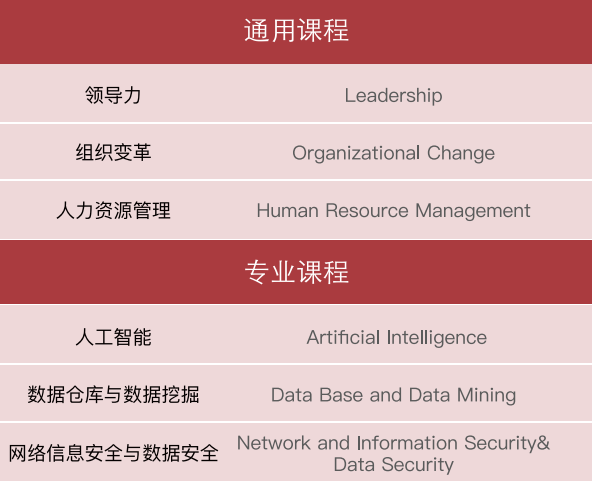 通用课程
领导力 Leadership
组织变革 Organizational Change
人力资源管理 Human Resource Management
专业课程
人工智能 Artificial Intelligence
数据仓库与数据挖掘 Data Base and Data Mining
网络信息安全与数据安全 Network and Information Security&
Data Security